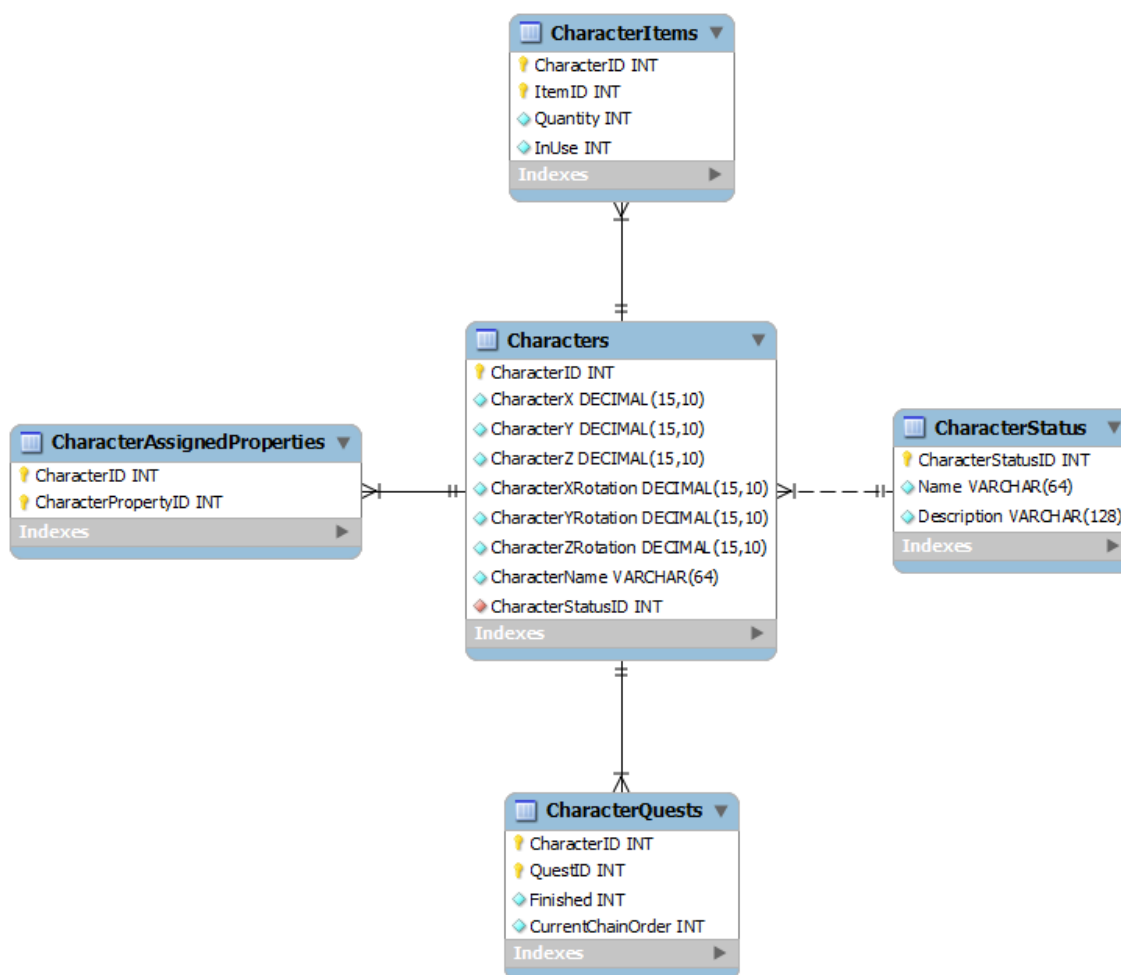 CharacterItems
CharacterID INT
ItemID INT
Quantity INT
InUse INT
Indexes
Characters
CharacterID INT
CharacterX DECIMAL(15,10)
CharacterY DECIMAL(15,10)
CharacterZ DECIMAL(15,10)
CharacterXRotation DECIMAL(15,10)
CharacterYRotation DECIMAL(15,10)
CharacterZRotation DECIMAL(15,10)
CharacterName VARCHAR(64)
CharacterStatusID INT
Indexes
CharacterAssignedProperties
CharacterID INT
CharacterPropertyID INT
Indexes
CharacterStatus
CharacterStatusID INT
Name VARCHAR(64)
Description VARCHAR(128)
Indexes
CharacterQuests
CharacterID INT
QuestID INT
Finished INT
CurrentChainOrder INT
Indexes